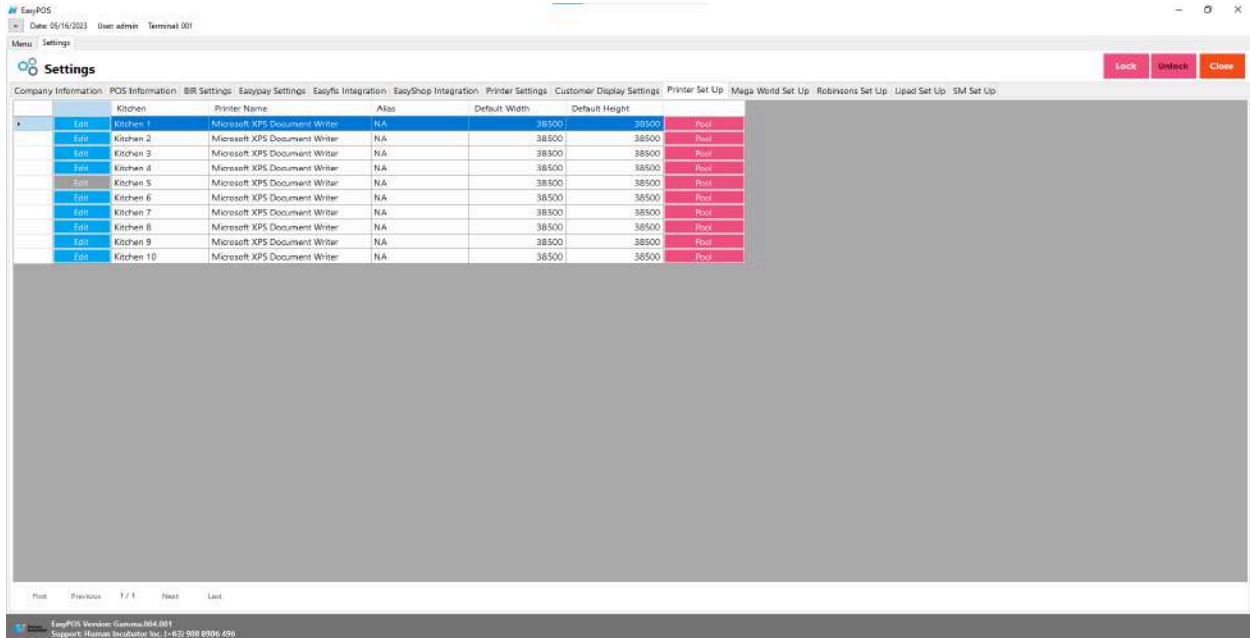 EasyPOS
Date: 05/16/2023 User: admin Terminal: 001
Menu Settings
Settings Lock Unlock Close
Company Information POS Information BIR Settings Easypay Settings Easyfis Integration EasyShop Integration Printer Settings Customer Display Settings Printer Set Up Mega World Set Up Robinsons Set Up Lipad Set Up SM Set Up
Kitchen Printer Name Alias Default Width Default Height
Edit Kitchen 1 Microsoft XPS Document Writer NA 38500 38500 Pool
Edit Kitchen 2 Microsoft XPS Document Writer NA 38500 38500 Pool
Edit Kitchen 3 Microsoft XPS Document Writer NA 38500 38500 Pool
Edit Kitchen 4 Microsoft XPS Document Writer NA 38500 38500 Pool
Edit Kitchen 5 Microsoft XPS Document Writer NA 38500 38500 Pool
Edit Kitchen 6 Microsoft XPS Document Writer NA 38500 38500 Pool
Edit Kitchen 7 Microsoft XPS Document Writer NA 38500 38500 Pool
Edit Kitchen 8 Microsoft XPS Document Writer NA 38500 38500 Pool
Edit Kitchen 9 Microsoft XPS Document Writer NA 38500 38500 Pool
Edit Kitchen 10 Microsoft XPS Document Writer NA 38500 38500 Pool
First Previous 1 / 1 Next Last
EasyPOS Version: Gamma.004.001
Support: Human Incubator Inc. (+63) 908 8906 496